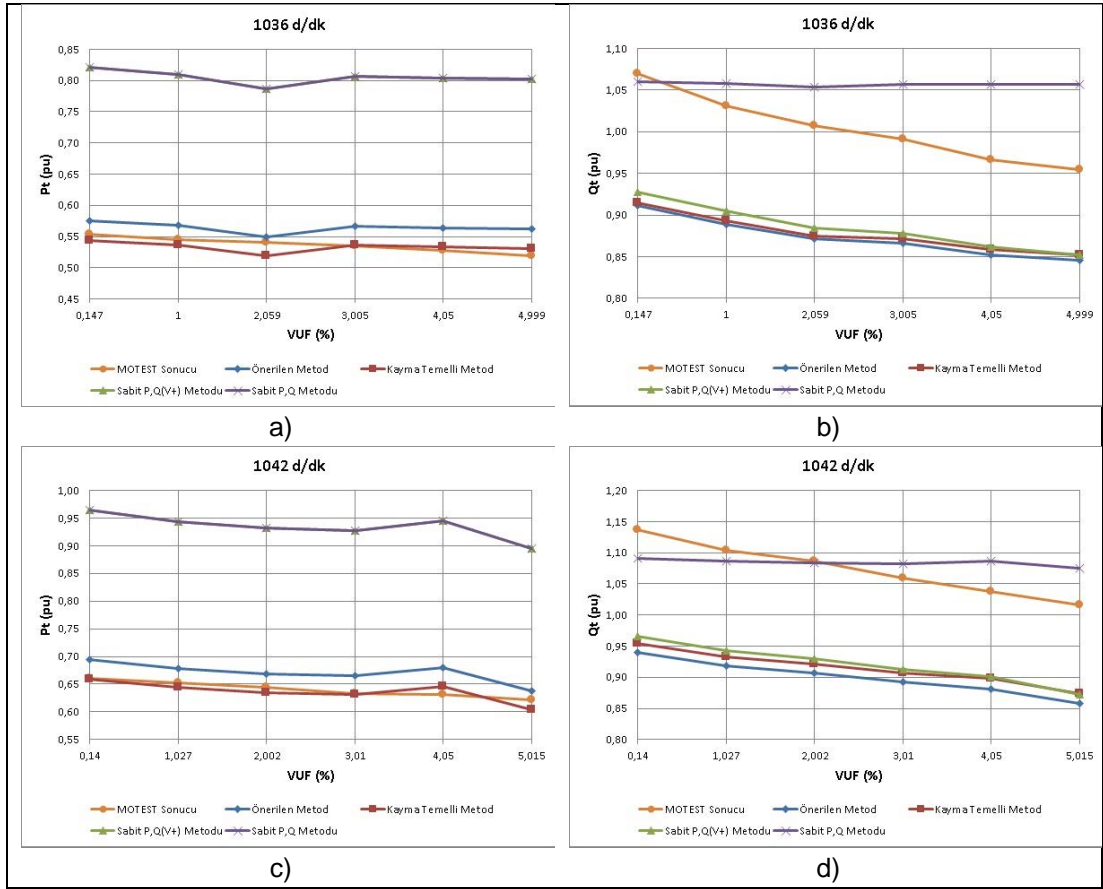 1036 d/dk
Pt (pu)
0,85
0,80
0,75
0,70
0,65
0,60
0,55
0,50
0,45
0,147 1 2,059 3,005 4,05 4,999
VUF (%)
MOTEST Sonucu Önerilen Metod Kayma Temelli Metod
Sabit P,Q(V+) Metodu Sabit P,Q Metodu
a)
1036 d/dk
Qt (pu)
1,10
1,05
1,00
0,95
0,90
0,85
0,80
0,147 1 2,059 3,005 4,05 4,999
VUF (%)
MOTEST Sonucu Önerilen Metod Kayma Temelli Metod
Sabit P,Q(V+) Metodu Sabit P,Q Metodu
b)
1042 d/dk
Pt (pu)
1,00
0,95
0,90
0,85
0,80
0,75
0,70
0,65
0,60
0,55
0,14 1,027 2,002 3,01 4,05 5,015
VUF (%)
MOTEST Sonucu Önerilen Metod Kayma Temelli Metod
Sabit P,Q(V+) Metodu Sabit P,Q Metodu
c)
1042 d/dk
Qt (pu)
1,20
1,15
1,10
1,05
1,00
0,95
0,90
0,85
0,80
0,14 1,027 2,002 3,01 4,05 5,015
VUF (%)
MOTEST Sonucu Önerilen Metod Kayma Temelli Metod
Sabit P,Q(V+) Metodu Sabit P,Q Metodu
d)